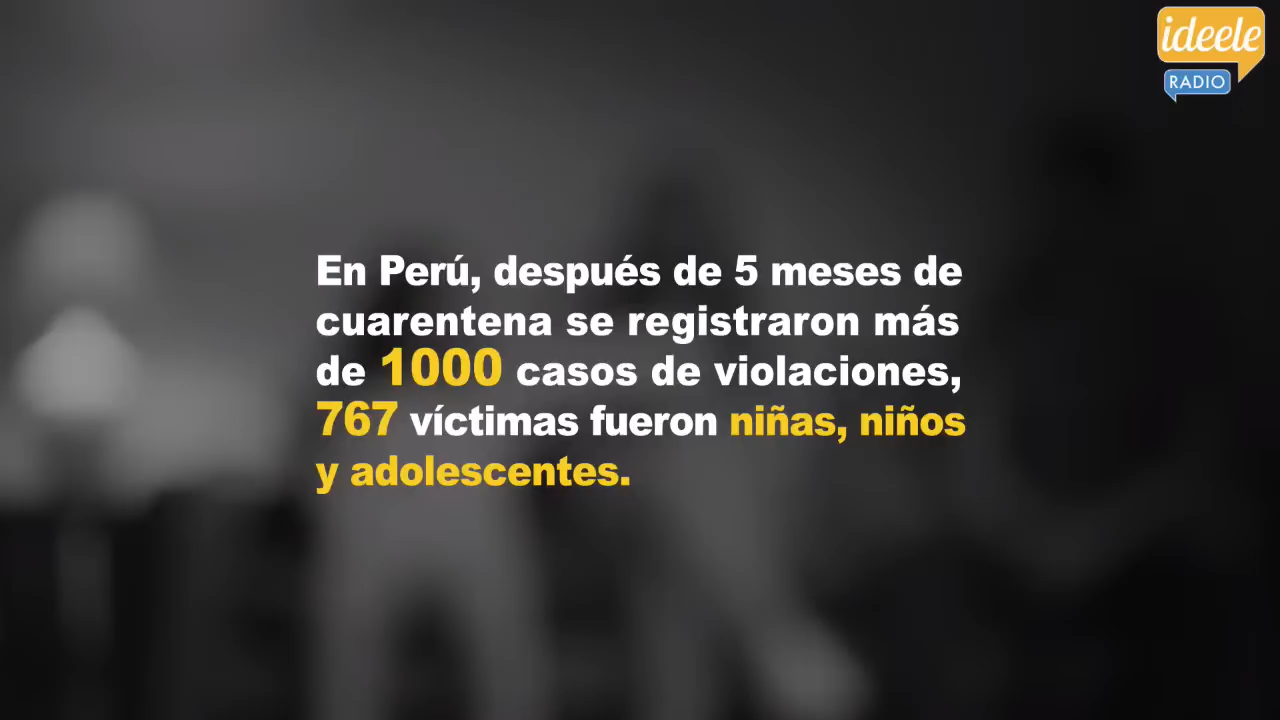 ideele
RADIO
En Perú, después de 5 meses de
cuarentena se registraron más
de 1000 casos de violaciones,
767 víctimas fueron niñas, niños
y adolescentes.